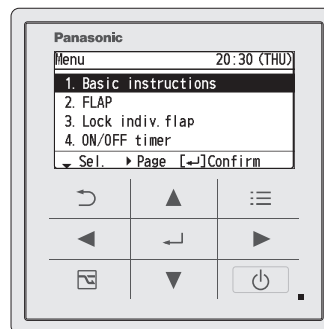 Panasonic
Menu 20:30 (THU)
1. Basic instructions
2. FLAP
3. Lock indiv. flap
4. ON/OFF timer
Sel. Page [↵]Confirm